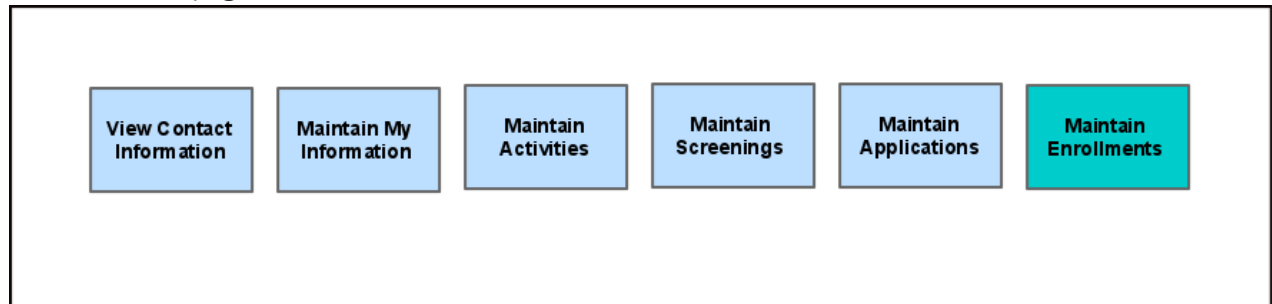 View Contact
Information
Maintain My
Information
Maintain
Activities
Maintain
Screenings
Maintain
Applications
Maintain
Enrollments